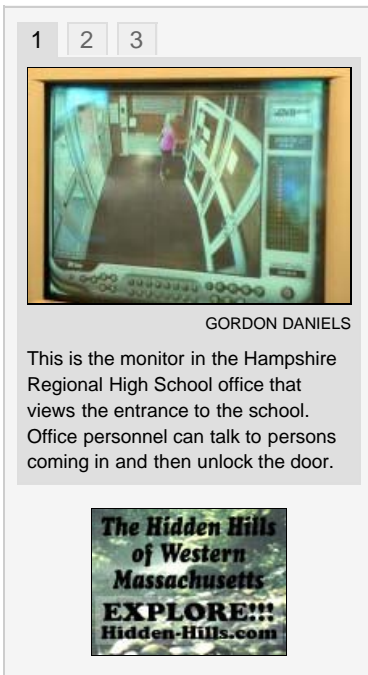 1 2 3
GORDON DANIELS
This is the monitor in the Hampshire
Regional High School office that
views the entrance to the school.
Office personnel can talk to persons
coming in and then unlock the door.
The Hidden Hills
of Western
Massachusetts
EXPLORE!!!
Hidden-Hills.com